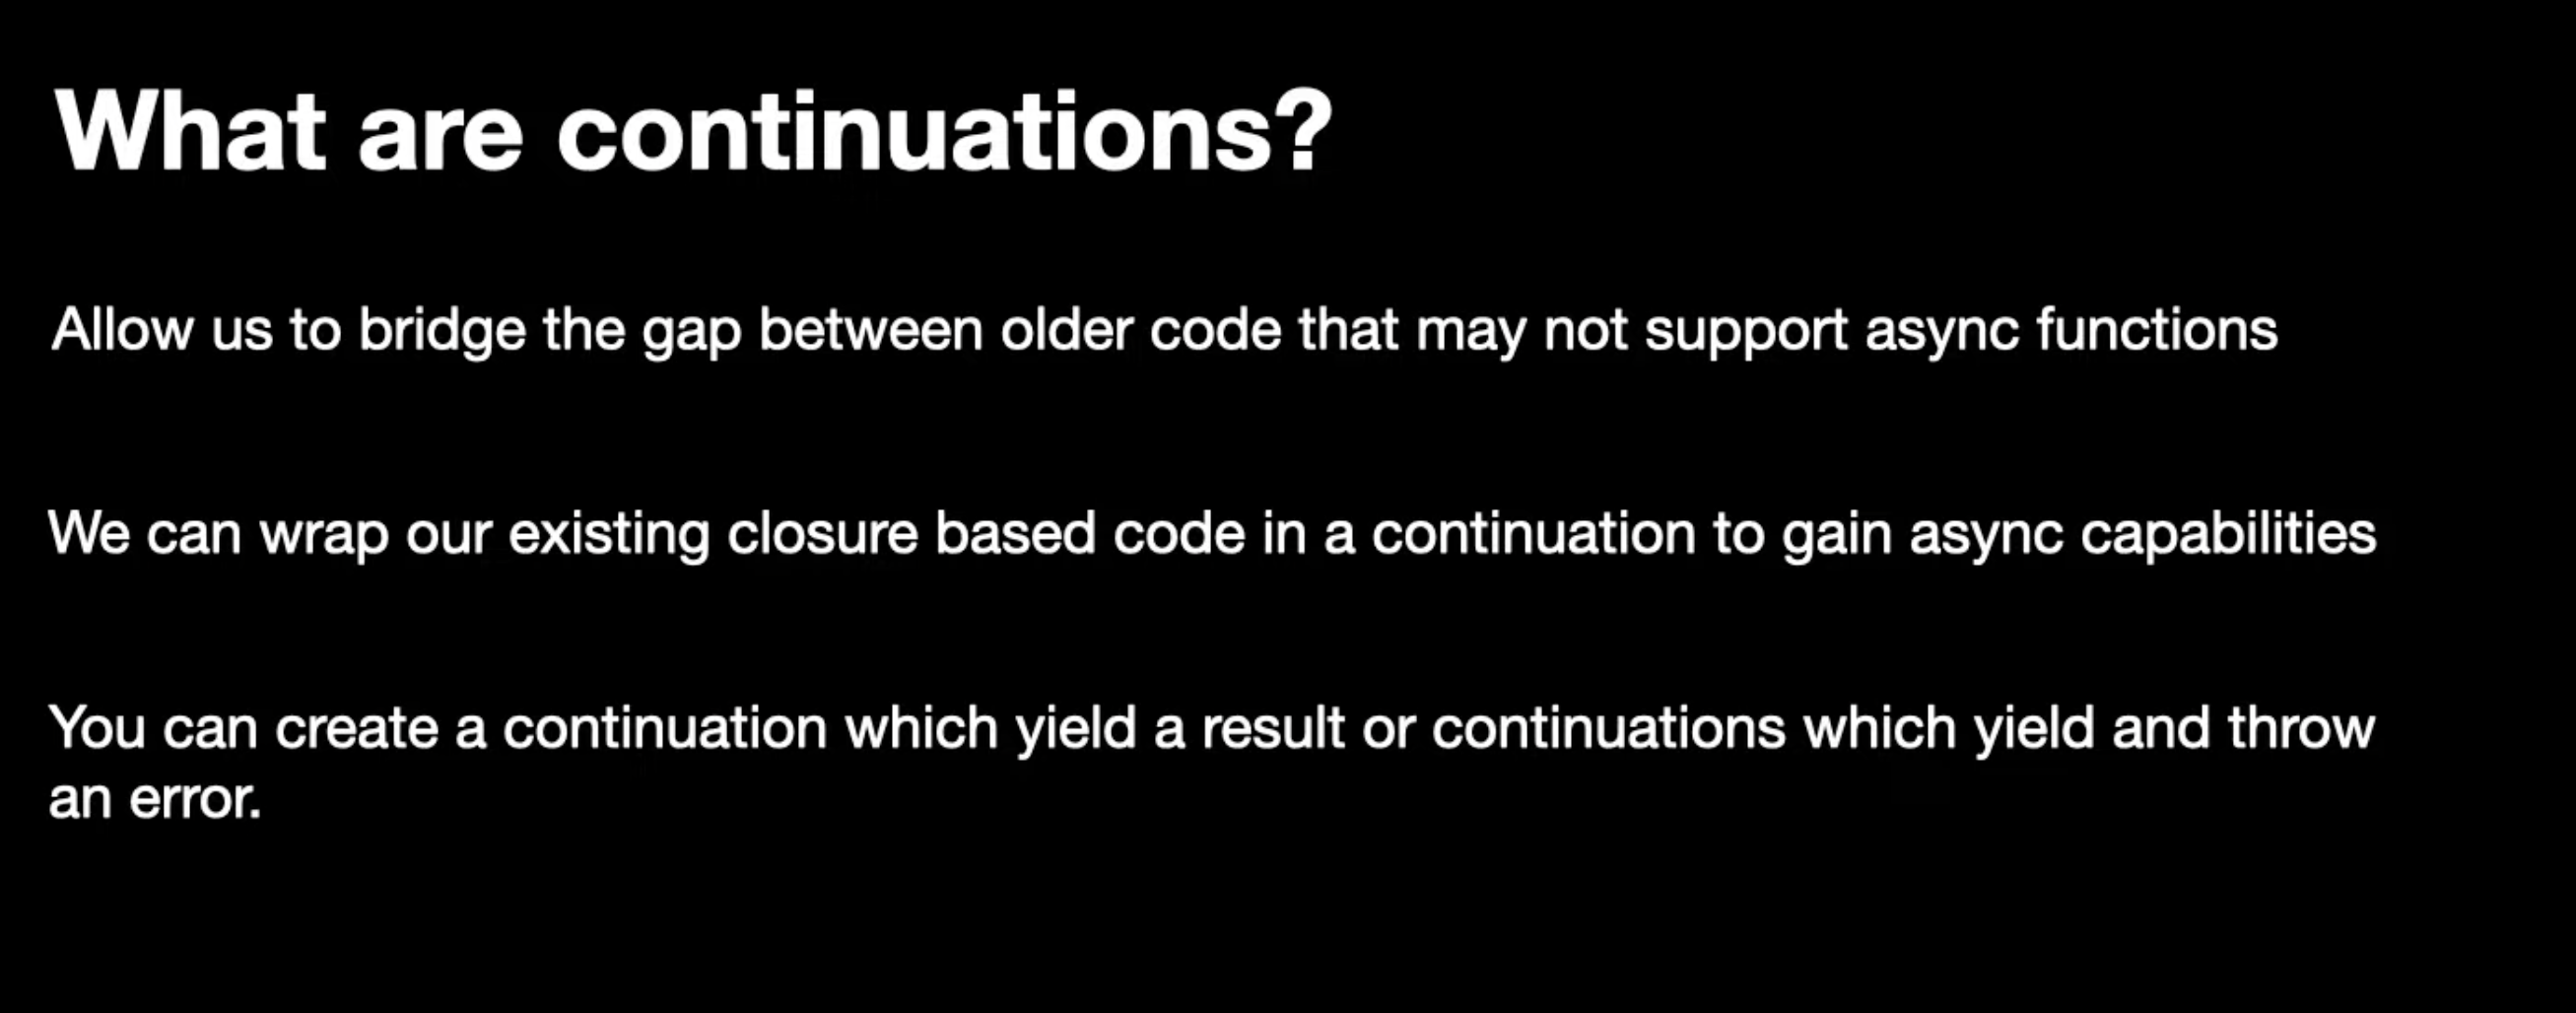 What are continuations?
Allow us to bridge the gap between older code that may not support async functions
We can wrap our existing closure based code in a continuation to gain async capabilities
You can create a continuation which yield a result or continuations which yield and throw
an error.